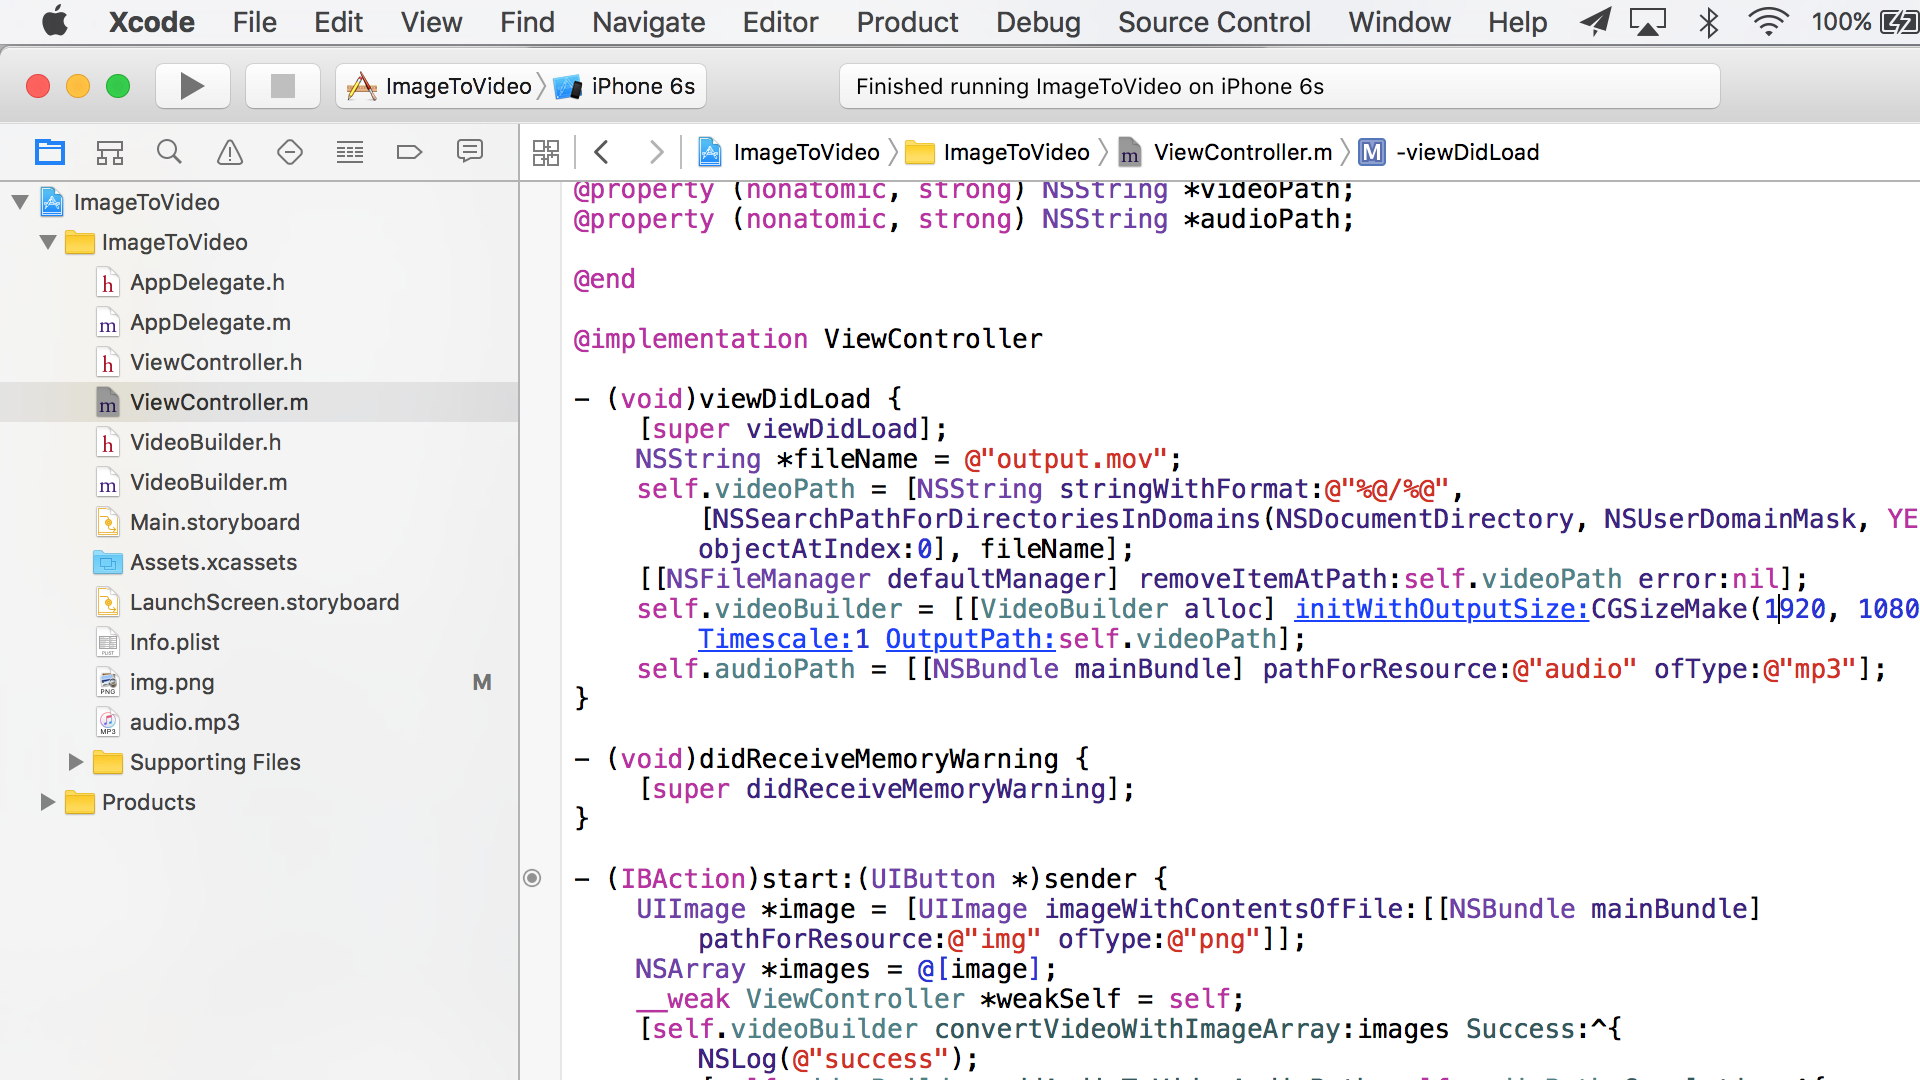 Xcode File Edit View Find Navigate Editor Product Debug Source Control Window Help 100%
ImageToVideo iPhone 6s Finished running ImageToVideo on iPhone 6s
ImageToVideo ImageToVideo ViewController.m M -viewDidLoad
ImageToVideo
ImageToVideo
h AppDelegate.h
m AppDelegate.m
h ViewController.h
m ViewController.m
h VideoBuilder.h
m VideoBuilder.m
Main.storyboard
Assets.xcassets
LaunchScreen.storyboard
PLIST Info.plist
PNG img.png M
MP3 audio.mp3
Supporting Files
Products
@property (nonatomic, strong) NSString *videoPath;
@property (nonatomic, strong) NSString *audioPath;
@end
@implementation ViewController
- (void)viewDidLoad {
[super viewDidLoad];
NSString *fileName = @"output.mov";
self.videoPath = [NSString stringWithFormat:@"%@/%@",
[NSSearchPathForDirectoriesInDomains(NSDocumentDirectory, NSUserDomainMask, YE
objectAtIndex:0], fileName];
[[NSFileManager defaultManager] removeItemAtPath:self.videoPath error:nil];
self.videoBuilder = [[VideoBuilder alloc] initWithOutputSize:CGSizeMake(1920, 1080
Timescale:1 OutputPath:self.videoPath];
self.audioPath = [[NSBundle mainBundle] pathForResource:@"audio" ofType:@"mp3"];
}
- (void)didReceiveMemoryWarning {
[super didReceiveMemoryWarning];
}
- (IBAction)start:(UIButton *)sender {
UIImage *image = [UIImage imageWithContentsOfFile:[[NSBundle mainBundle]
pathForResource:@"img" ofType:@"png"]];
NSArray *images = @[image];
__weak ViewController *weakSelf = self;
[self.videoBuilder convertVideoWithImageArray:images Success:^{
NSLog(@"success");